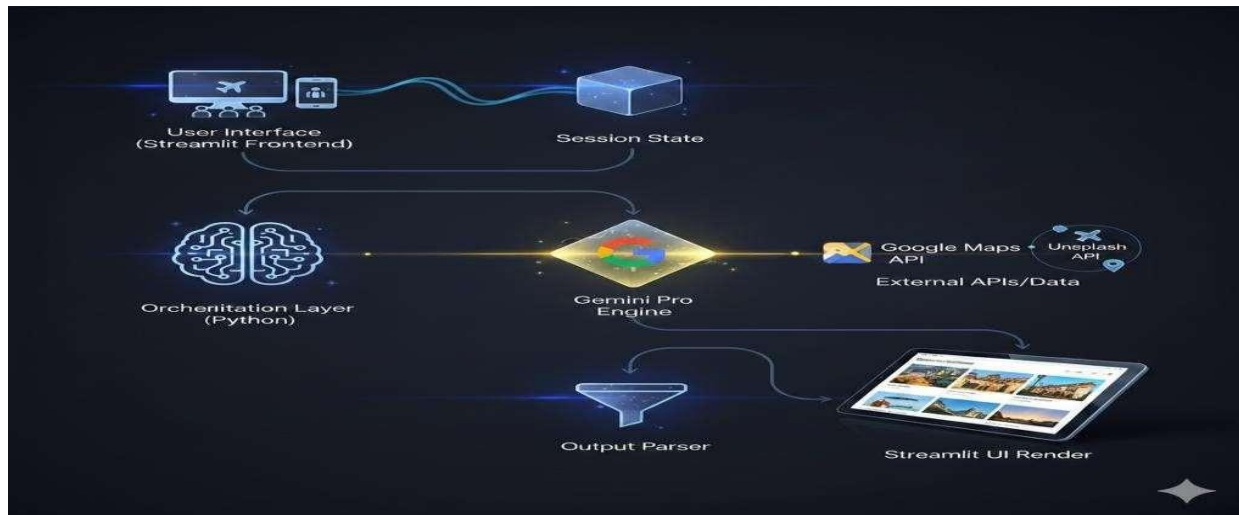 User Interface
(Streamlit Frontend)
Session State
Orchenitation Layer
(Python)
Gemini Pro
Engine
Google Maps
API
Unsplash
API
External APIs/Data
Output Parser
Streamlit UI Render